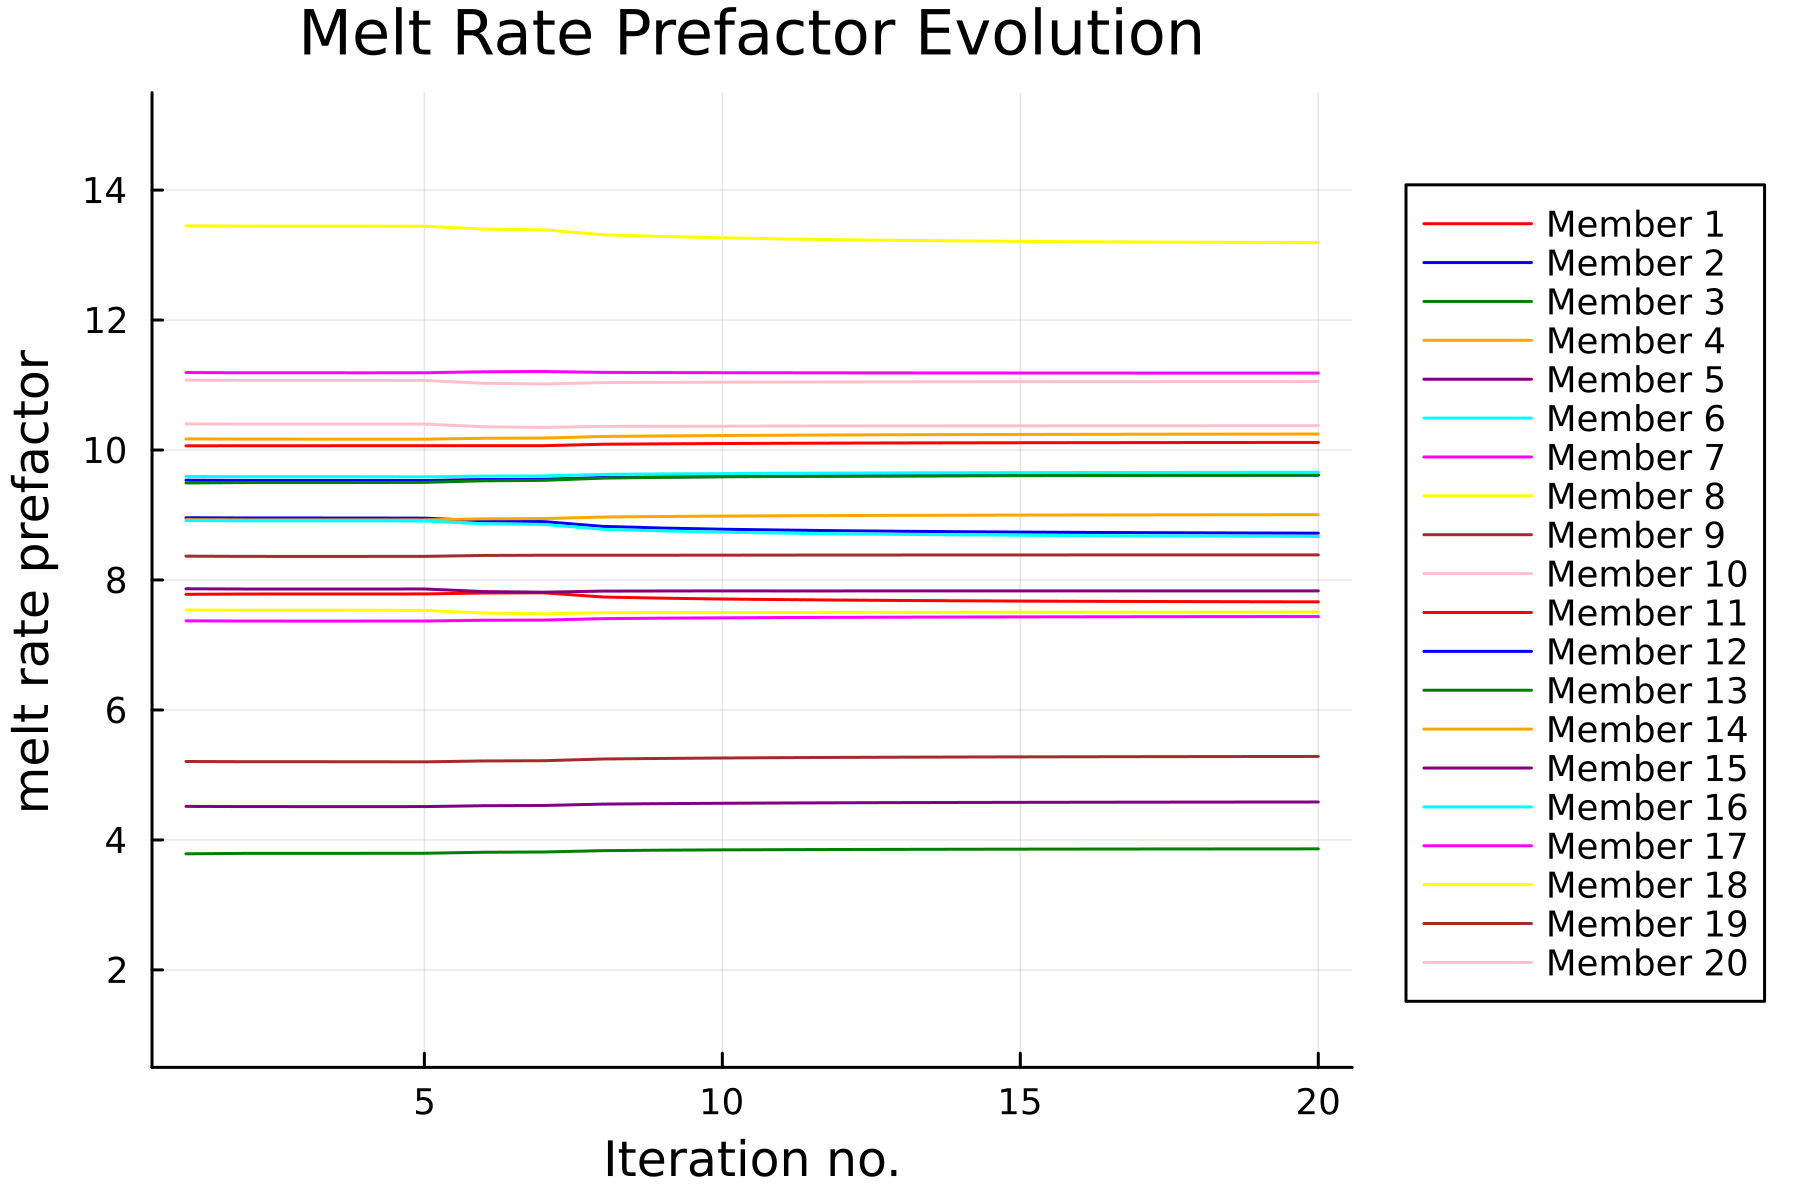 Melt Rate Prefactor Evolution
melt rate prefactor
14
12
10
8
6
4
2
5
10
15
20
Iteration no.
Member 1
Member 2
Member 3
Member 4
Member 5
Member 6
Member 7
Member 8
Member 9
Member 10
Member 11
Member 12
Member 13
Member 14
Member 15
Member 16
Member 17
Member 18
Member 19
Member 20